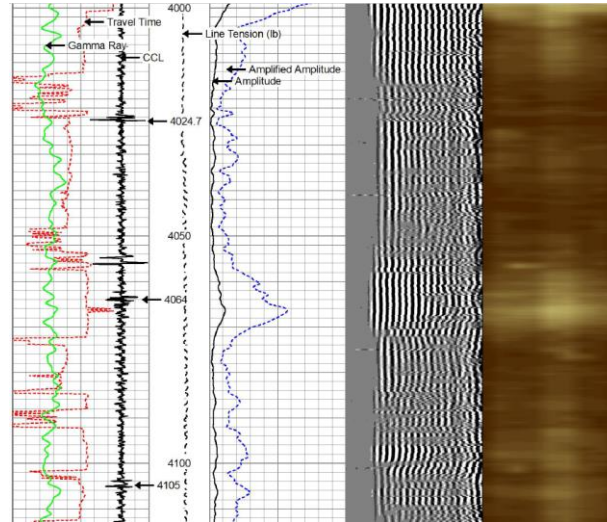 4000
Travel Time
Line Tension (lb)
Gamma Ray
CCL
Amplified Amplitude
Amplitude
4024.7
4050
4064
4100
4105